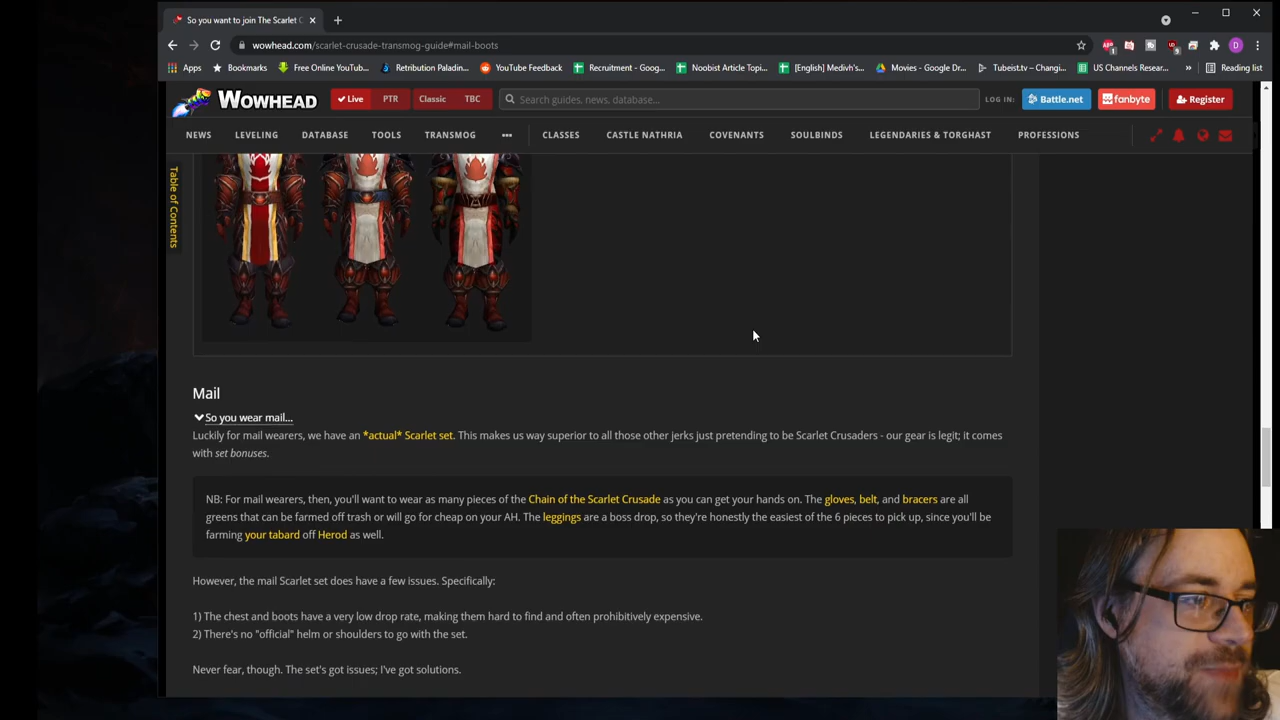 So you want to join The Scarlet C
wowhead.com/scarlet-crusade-transmog-guide#mail-boots
Apps Bookmarks Free Online YouTub... Retribution Paladin... YouTube Feedback Recruitment - Goog... Noobist Article Topi... [English] Medivh's... Movies - Google Dr... Tubeist.tv – Changi... US Channels Resear... » Reading list
WOWHEAD Live PTR Classic TBC Search guides, news, database... LOG IN: Battle.net fanbyte Register
NEWS LEVELING DATABASE TOOLS TRANSMOG ••• CLASSES CASTLE NATHRIA COVENANTS SOULBINDS LEGENDARIES & TORGHAST PROFESSIONS
Table of Contents
Mail
So you wear mail...
Luckily for mail wearers, we have an *actual* Scarlet set. This makes us way superior to all those other jerks just pretending to be Scarlet Crusaders - our gear is legit; it comes
with set bonuses.
NB: For mail wearers, then, you'll want to wear as many pieces of the Chain of the Scarlet Crusade as you can get your hands on. The gloves, belt, and bracers are all
greens that can be farmed off trash or will go for cheap on your AH. The leggings are a boss drop, so they're honestly the easiest of the 6 pieces to pick up, since you'll be
farming your tabard off Herod as well.
However, the mail Scarlet set does have a few issues. Specifically:
1) The chest and boots have a very low drop rate, making them hard to find and often prohibitively expensive.
2) There's no "official" helm or shoulders to go with the set.
Never fear, though. The set's got issues; I've got solutions.